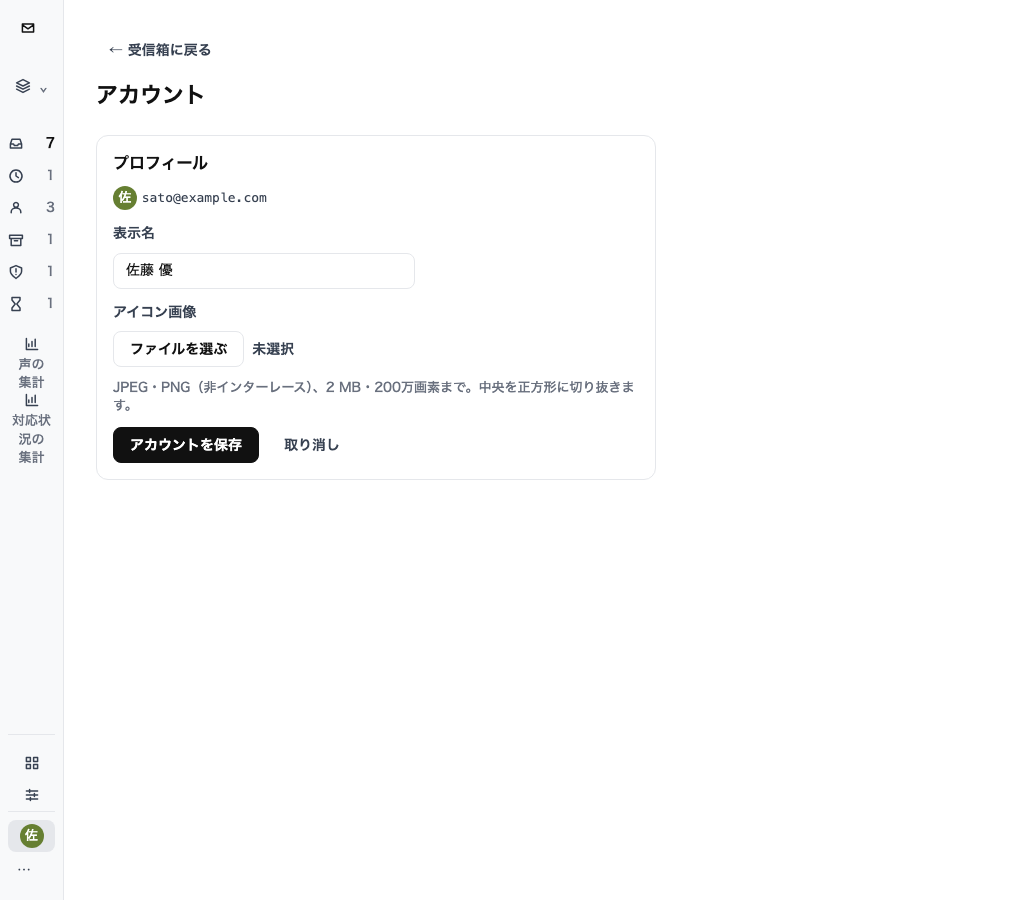 ← 受信箱に戻る
アカウント
プロフィール
佐 sato@example.com
表示名
佐藤 優
アイコン画像
ファイルを選ぶ 未選択
JPEG・PNG（非インターレース）、2 MB・200万画素まで。中央を正方形に切り抜きま
す。
アカウントを保存 取り消し
7
1
3
1
1
1
声の
集計
対応状
況の
集計
佐
…